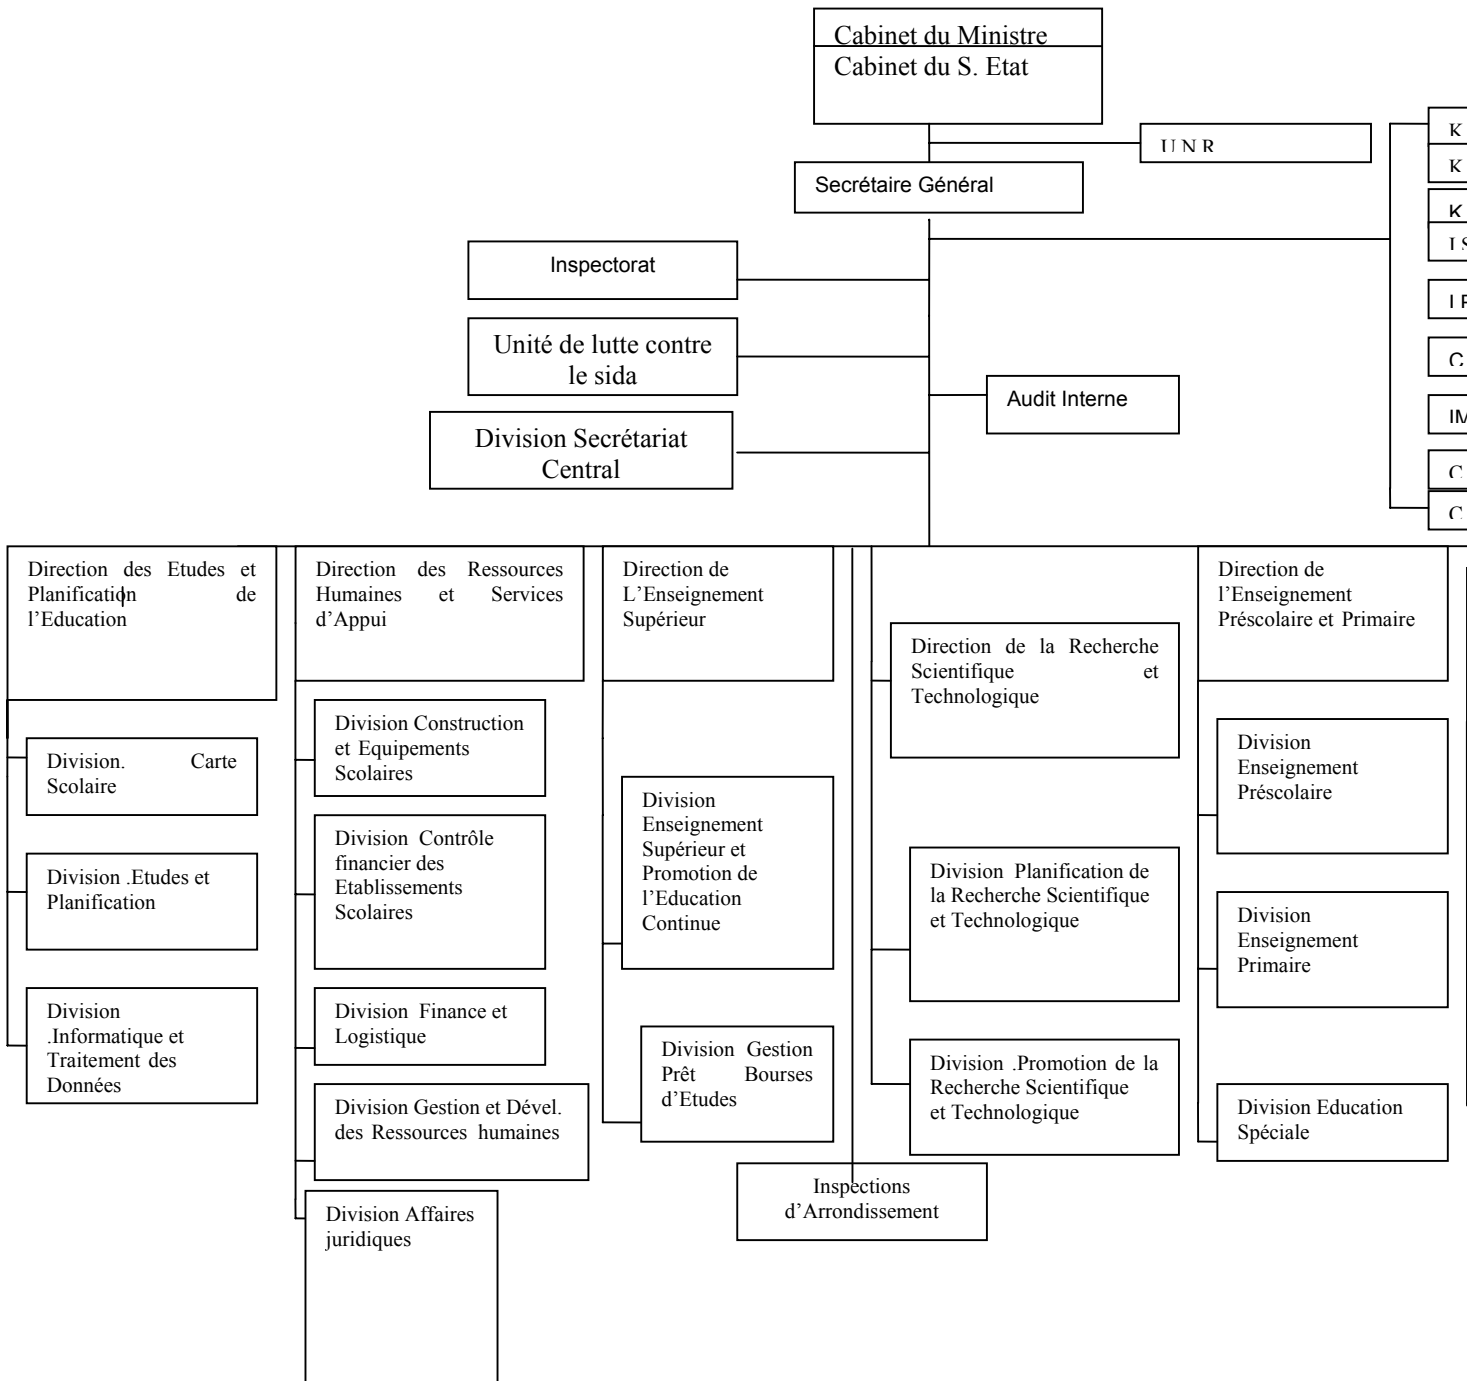 Cabinet du Ministre
Cabinet du S. Etat
U N R
Secrétaire Général
K
K
K
I S
I
C
IM
C
C
Inspectorat
Unité de lutte contre
le sida
Audit Interne
Division Secrétariat
Central
Direction des Etudes et
Planification de
l’Education
Division. Carte
Scolaire
Division .Etudes et
Planification
Division
.Informatique et
Traitement des
Données
Direction des Ressources
Humaines et Services
d’Appui
Division Construction
et Equipements
Scolaires
Division Contrôle
financier des
Etablissements
Scolaires
Division Finance et
Logistique
Division Gestion et Dével.
des Ressources humaines
Division Affaires
juridiques
Direction de
L’Enseignement
Supérieur
Division
Enseignement
Supérieur et
Promotion de
l’Education
Continue
Division Gestion
Prêt Bourses
d’Etudes
Inspections
d’Arrondissement
Direction de la Recherche
Scientifique et
Technologique
Division Planification de
la Recherche Scientifique
et Technologique
Division .Promotion de la
Recherche Scientifique
et Technologique
Direction de
l’Enseignement
Préscolaire et Primaire
Division
Enseignement
Préscolaire
Division
Enseignement
Primaire
Division Education
Spéciale